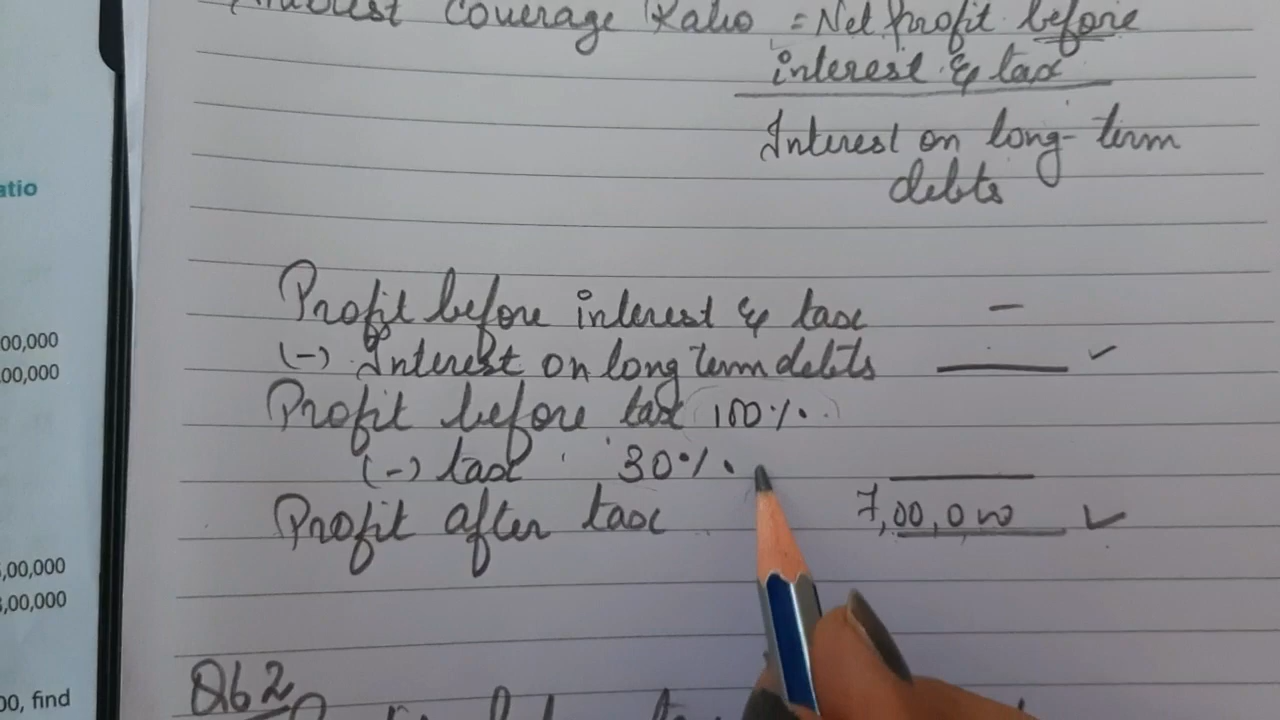 Interest Coverage Ratio = Net Profit before
interest & tax
Interest on long-term
debts
atio
Profit before interest & tax –
(-) Interest on long term debts ✓
00,000
00,000
Profit before tax 100%.
(-) tax 30%.
Profit after tax 7,00,000 ✓
,00,000
,00,000
Q62
00, find